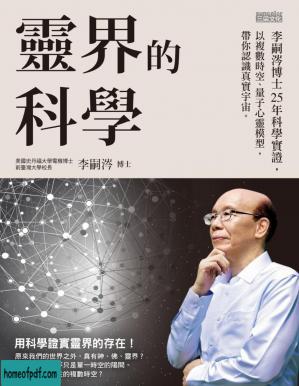 三采文化
靈界的
科學
李嗣涔博士25年科學實證，
以複數時空、量子心靈模型，
帶你認識真實宇宙。
美國史丹福大學電機博士
前臺灣大學校長
李嗣涔 博士
用科學證實靈界的存在！
原來我們的世界之外，真有神、佛、靈界？
不只是單一時空的陽間，
的複數時空？
homeofpdf.com